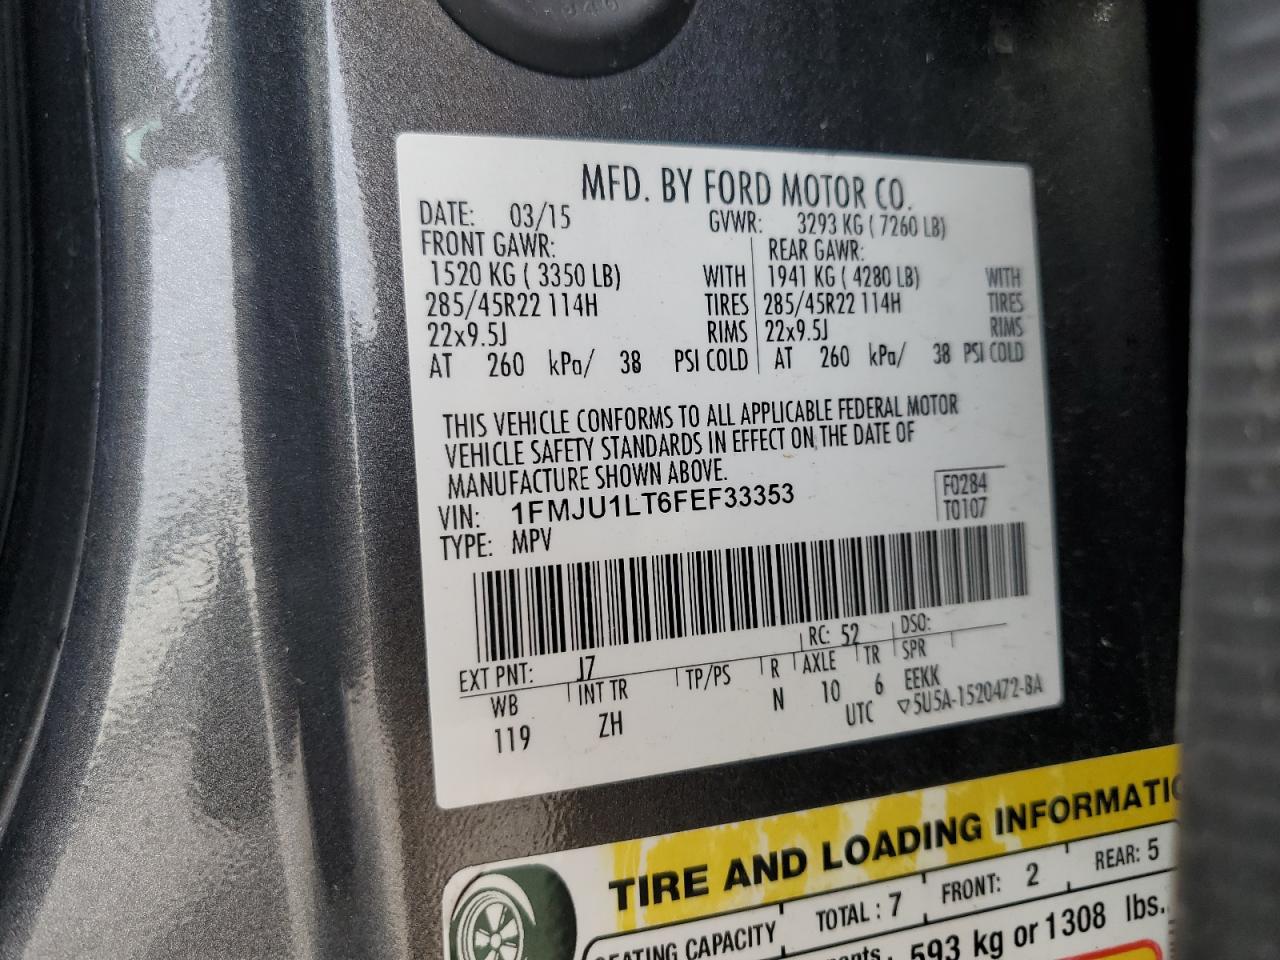 MFD. BY FORD MOTOR CO.
DATE: 03/15 GVWR: 3293 KG ( 7260 LB)
FRONT GAWR: REAR GAWR:
1520 KG ( 3350 LB) WITH 1941 KG ( 4280 LB) WITH
285/45R22 114H TIRES 285/45R22 114H TIRES
22x9.5J RIMS 22x9.5J RIMS
AT 260 kPa/ 38 PSI COLD AT 260 kPa/ 38 PSI COLD
THIS VEHICLE CONFORMS TO ALL APPLICABLE FEDERAL MOTOR
VEHICLE SAFETY STANDARDS IN EFFECT ON THE DATE OF
MANUFACTURE SHOWN ABOVE.
VIN: 1FMJU1LT6FEF33353 F0284
TYPE: MPV T0107
EXT PNT: J7 RC: 52 DSO:
WB INT TR TP/PS R AXLE TR SPR
119 ZH N 10 6 EEKK
UTC ▽5U5A-1520472-BA
TIRE AND LOADING INFORMATIO
SEATING CAPACITY TOTAL : 7 FRONT: 2 REAR: 5
593 kg or 1308 lbs.